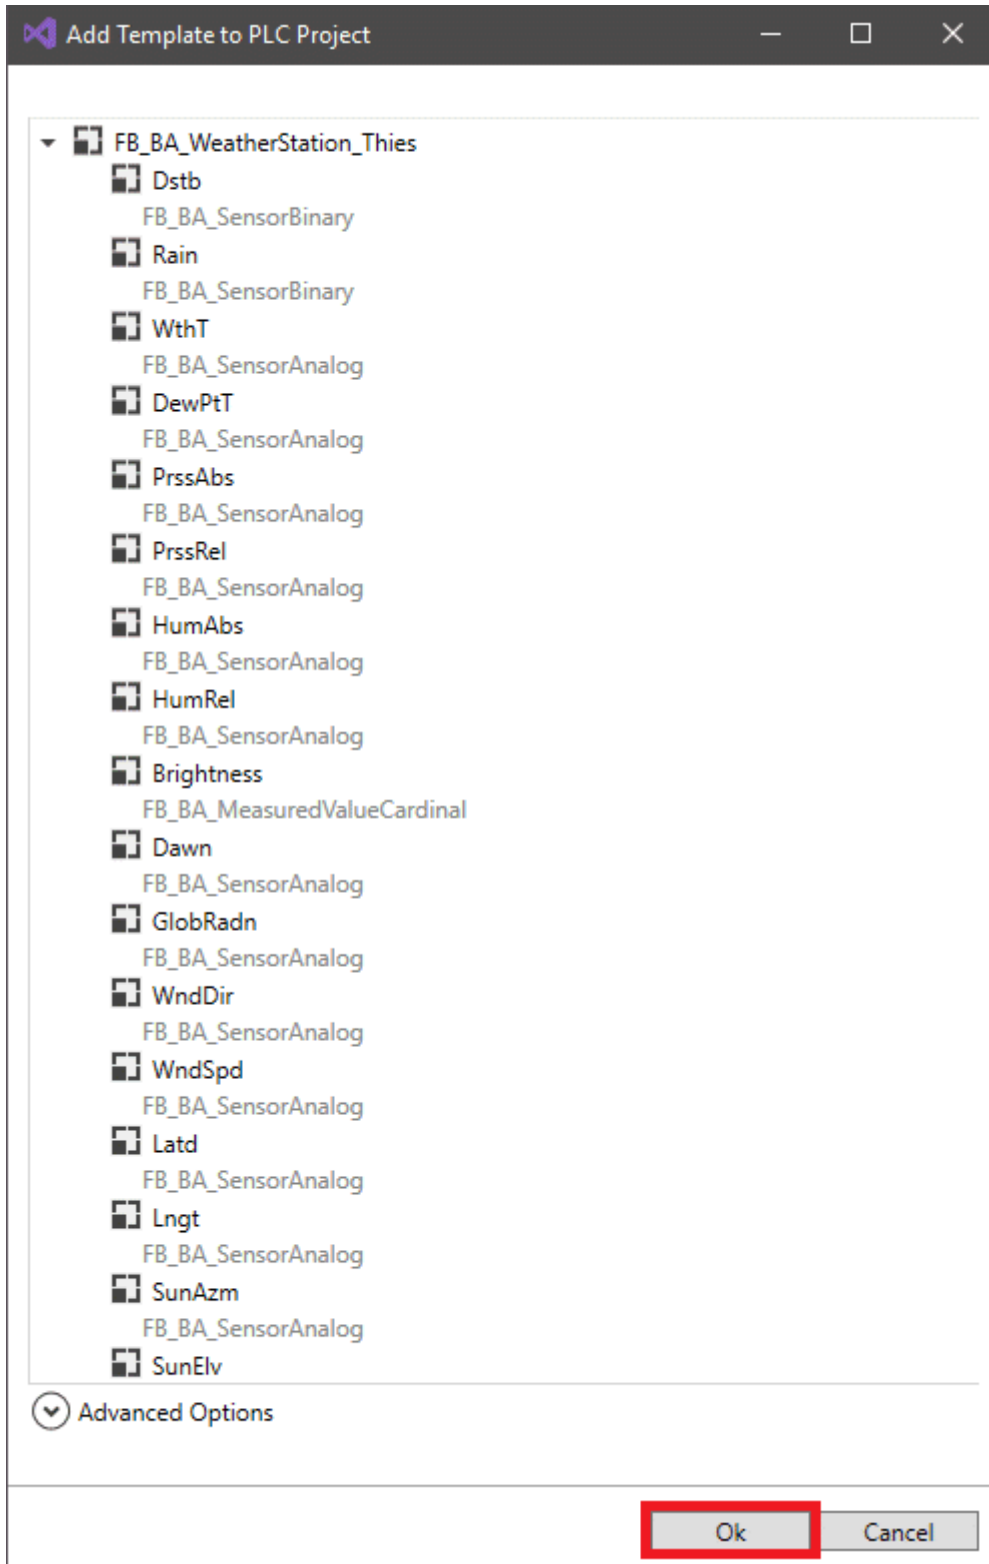 Add Template to PLC Project
FB_BA_WeatherStation_Thies
Dstb
FB_BA_SensorBinary
Rain
FB_BA_SensorBinary
WthT
FB_BA_SensorAnalog
DewPtT
FB_BA_SensorAnalog
PrssAbs
FB_BA_SensorAnalog
PrssRel
FB_BA_SensorAnalog
HumAbs
FB_BA_SensorAnalog
HumRel
FB_BA_SensorAnalog
Brightness
FB_BA_MeasuredValueCardinal
Dawn
FB_BA_SensorAnalog
GlobRadn
FB_BA_SensorAnalog
WndDir
FB_BA_SensorAnalog
WndSpd
FB_BA_SensorAnalog
Latd
FB_BA_SensorAnalog
Lngt
FB_BA_SensorAnalog
SunAzm
FB_BA_SensorAnalog
SunElv
Advanced Options
Ok Cancel